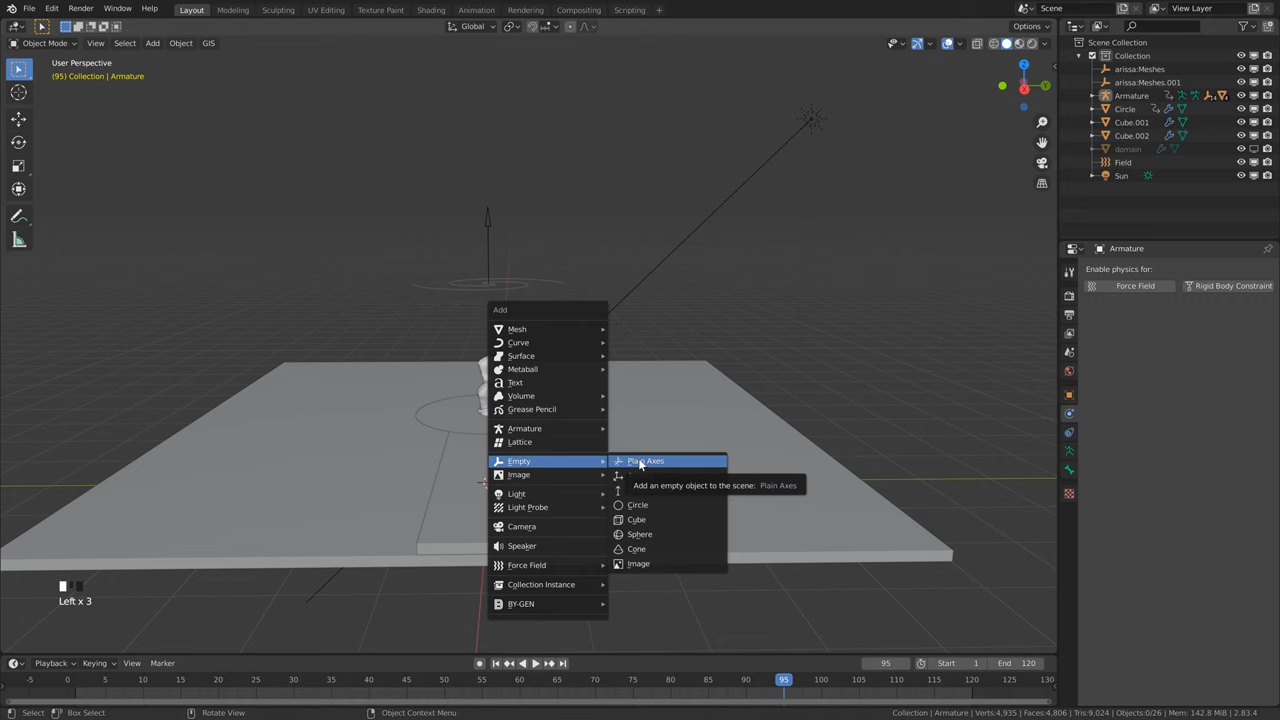 File Edit Render Window Help Layout Modeling Sculpting UV Editing Texture Paint Shading Animation Rendering Compositing Scripting Scene View Layer
Global Options
Object Mode View Select Add Object GIS
User Perspective
(95) Collection | Armature
Scene Collection
Collection
arissa:Meshes
arissa:Meshes.001
Armature
Circle
Cube.001
Cube.002
domain
Field
Sun
Armature
Enable physics for:
Force Field Rigid Body Constraint
Z
Y
X
Add
Mesh
Curve
Surface
Metaball
Text
Volume
Grease Pencil
Armature
Lattice
Empty
Image
Light
Light Probe
Camera
Speaker
Force Field
Collection Instance
BY-GEN
Plain Axes
Add an empty object to the scene: Plain Axes
Circle
Cube
Sphere
Cone
Image
Left x 3
Playback Keying View Marker 95 Start 1 End 120
-5 0 5 10 15 20 25 30 35 40 45 50 55 60 65 70 75 80 85 90 95 100 105 110 115 120 125 130
Select Box Select Rotate View Object Context Menu Collection | Armature | Verts:4,935 | Faces:4,806 | Tris:9,024 | Objects:0/26 | Mem: 142.8 MiB | 2.83.4